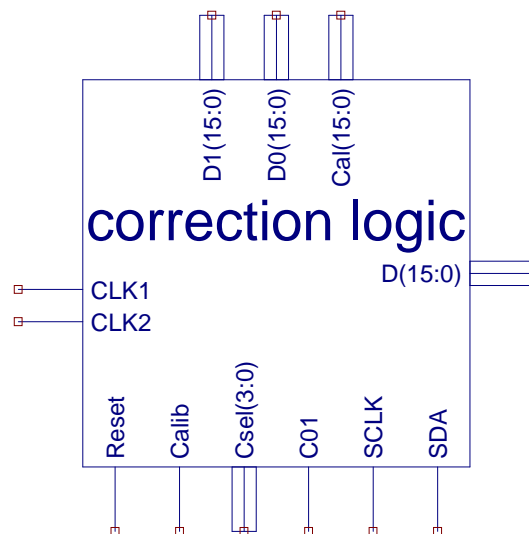 D1(15:0)
D0(15:0)
Cal(15:0)
correction logic
D(15:0)
CLK1
CLK2
Reset
Calib
Csel(3:0)
C01
SCLK
SDA